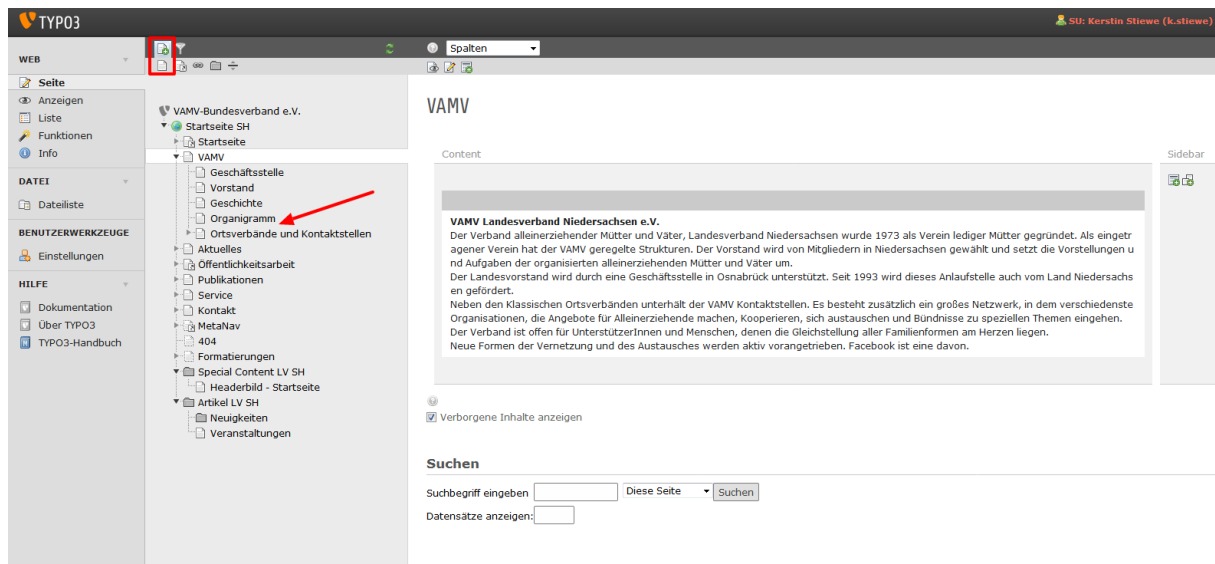 TYPO3
SU: Kerstin Stiewe (k.stiewe)
WEB
Seite
Anzeigen
Liste
Funktionen
Info
DATEI
Dateiliste
BENUTZERWERKZEUGE
Einstellungen
HILFE
Dokumentation
Über TYPO3
TYPO3-Handbuch
VAMV-Bundesverband e.V.
Startseite SH
Startseite
VAMV
Geschäftsstelle
Vorstand
Geschichte
Organigramm
Ortsverbände und Kontaktstellen
Aktuelles
Öffentlichkeitsarbeit
Publikationen
Service
Kontakt
MetaNav
404
Formatierungen
Special Content LV SH
Headerbild - Startseite
Artikel LV SH
Neuigkeiten
Veranstaltungen
Spalten
VAMV
Content
VAMV Landesverband Niedersachsen e.V.
Der Verband alleinerziehender Mütter und Väter, Landesverband Niedersachsen wurde 1973 als Verein lediger Mütter gegründet. Als eingetr
agener Verein hat der VAMV geregelte Strukturen. Der Vorstand wird von Mitgliedern in Niedersachsen gewählt und setzt die Vorstellungen u
nd Aufgaben der organisierten alleinerziehenden Mütter und Väter um.
Der Landesvorstand wird durch eine Geschäftsstelle in Osnabrück unterstützt. Seit 1993 wird dieses Anlaufstelle auch vom Land Niedersachs
en gefördert.
Neben den Klassischen Ortsverbänden unterhält der VAMV Kontaktstellen. Es besteht zusätzlich ein großes Netzwerk, in dem verschiedenste
Organisationen, die Angebote für Alleinerziehende machen, Kooperieren, sich austauschen und Bündnisse zu speziellen Themen eingehen.
Der Verband ist offen für UnterstützerInnen und Menschen, denen die Gleichstellung aller Familienformen am Herzen liegen.
Neue Formen der Vernetzung und des Austausches werden aktiv vorangetrieben. Facebook ist eine davon.
Sidebar
Verborgene Inhalte anzeigen
Suchen
Suchbegriff eingeben Diese Seite Suchen
Datensätze anzeigen: